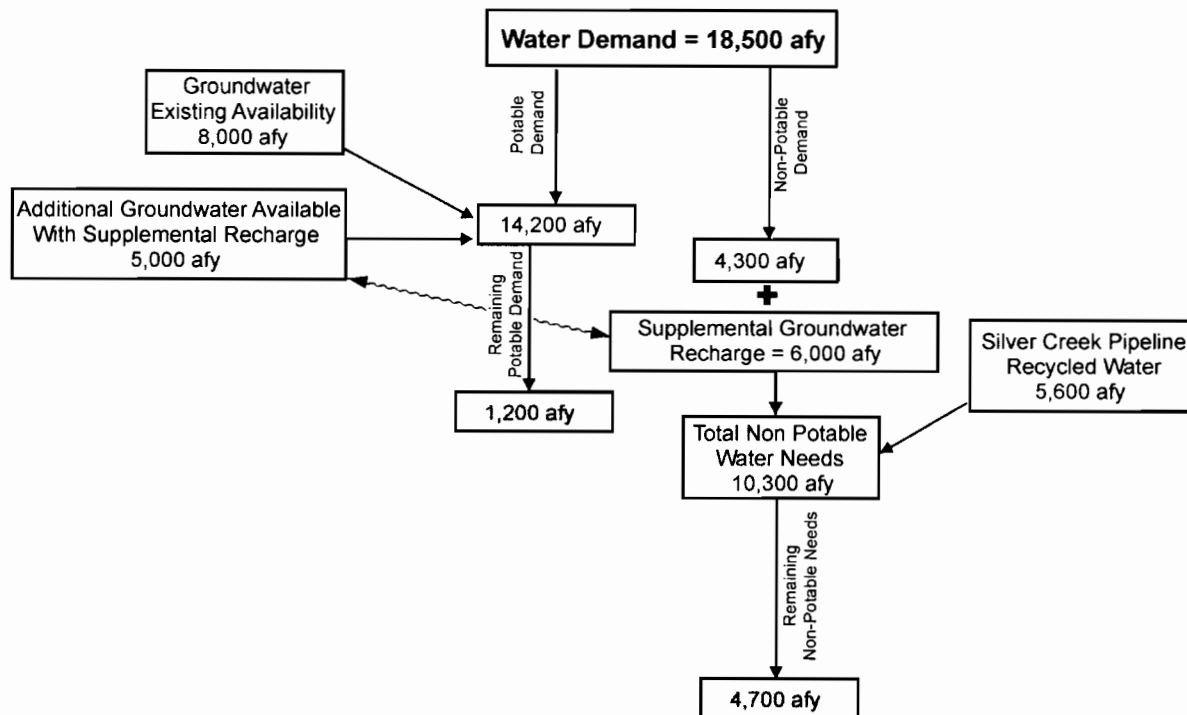 Water Demand = 18,500 afy
Groundwater
Existing Availability
8,000 afy
Potable
Demand
Non-Potable
Demand
Additional Groundwater Available
With Supplemental Recharge
5,000 afy
14,200 afy
4,300 afy
+
Remaining
Potable Demand
Supplemental Groundwater
Recharge = 6,000 afy
Silver Creek Pipeline
Recycled Water
5,600 afy
1,200 afy
Total Non Potable
Water Needs
10,300 afy
Remaining
Non-Potable Needs
4,700 afy